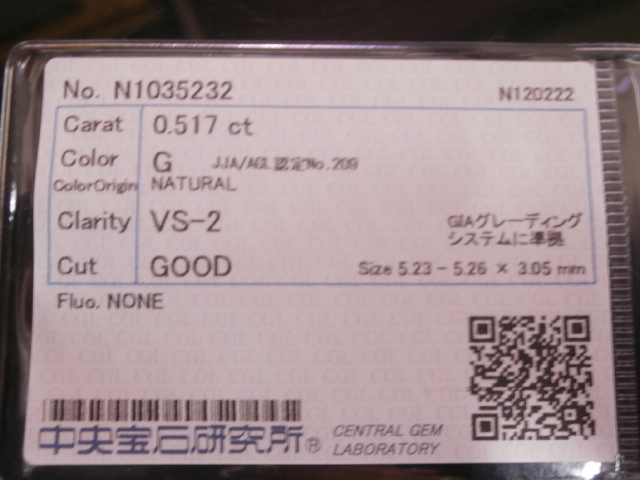 No. N1035232 N120222
Carat 0.517 ct
Color G JJA/AGL認定No.209
ColorOrigin NATURAL
Clarity VS-2 GIAグレーディング
システムに準拠
Cut GOOD Size 5.23 - 5.26 × 3.05 mm
Fluo. NONE
中央宝石研究所® CENTRAL GEM
LABORATORY